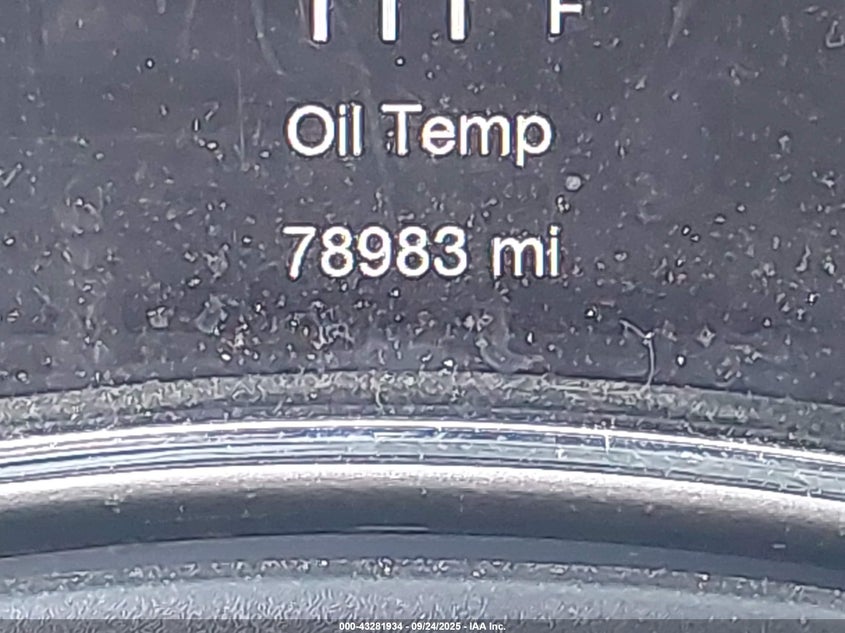 F
Oil Temp
78983 mi
000-43281934 - 09/24/2025 - IAA Inc.